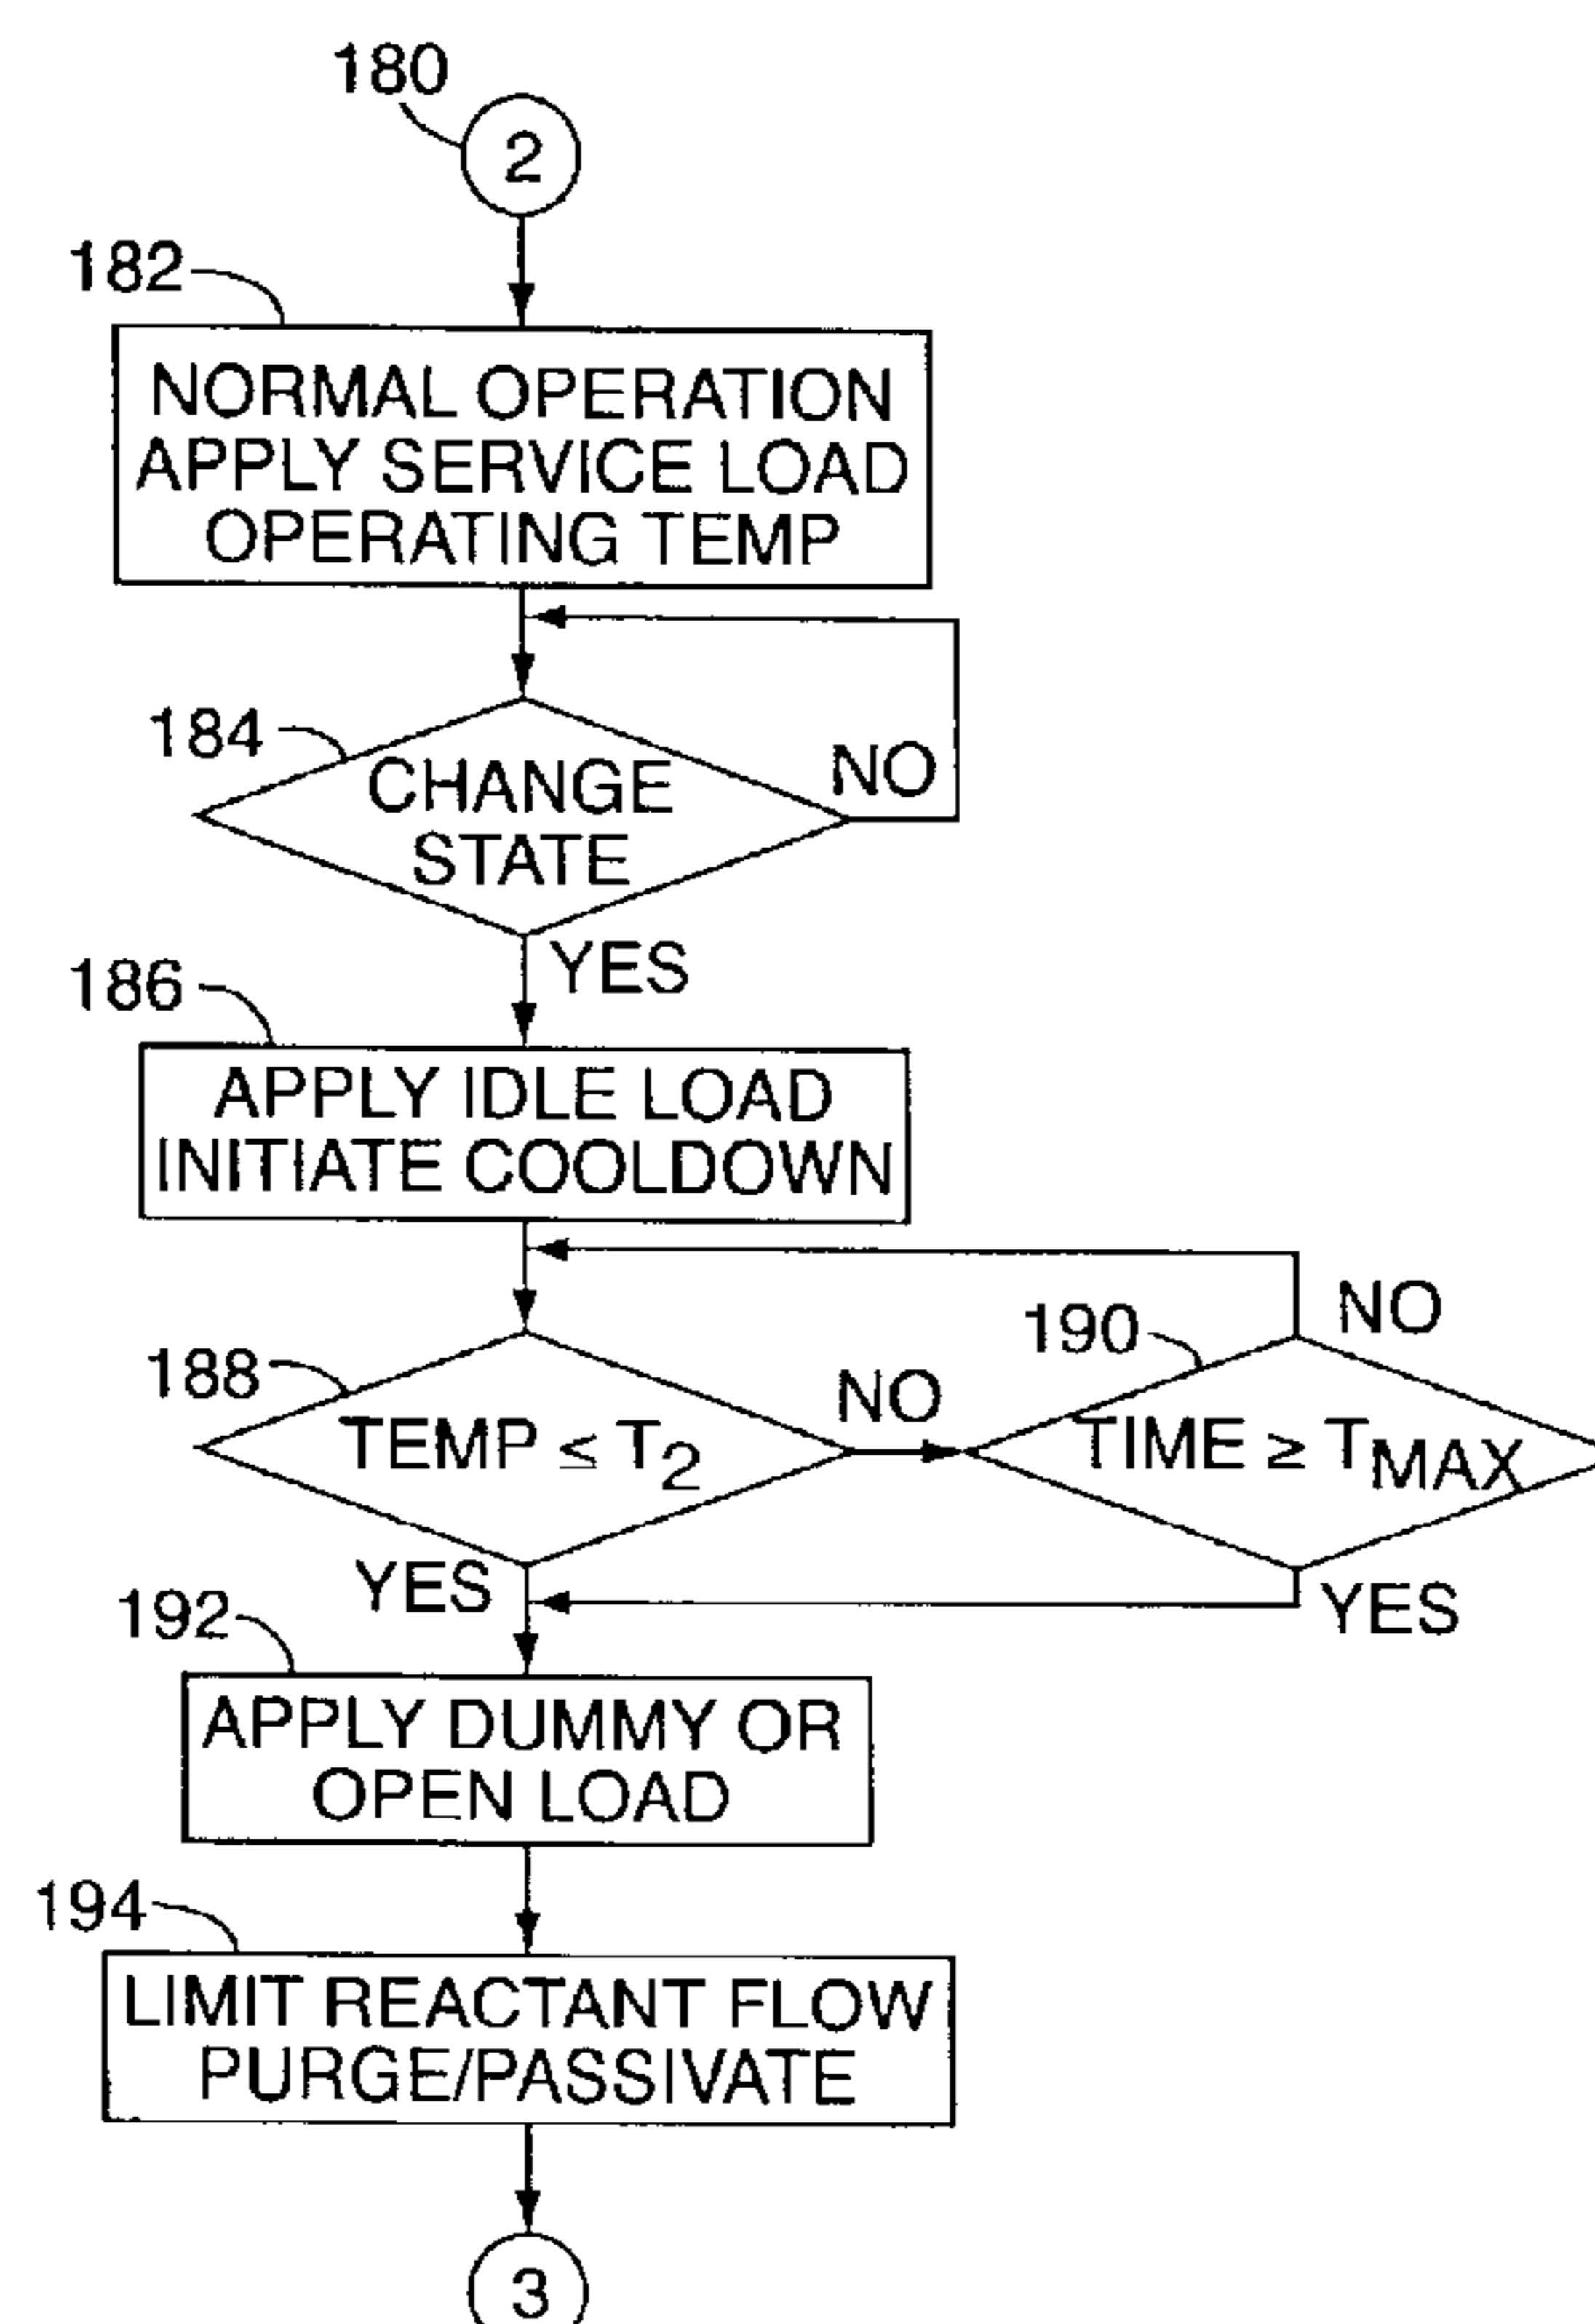 180
2
182
NORMAL OPERATION
APPLY SERVICE LOAD
OPERATING TEMP
184
CHANGE
STATE
NO
YES
186
APPLY IDLE LOAD
INITIATE COOLDOWN
188
TEMP ≤ T2
NO
190
TIME ≥ TMAX
NO
YES
YES
192
APPLY DUMMY OR
OPEN LOAD
194
LIMIT REACTANT FLOW
PURGE/PASSIVATE
3